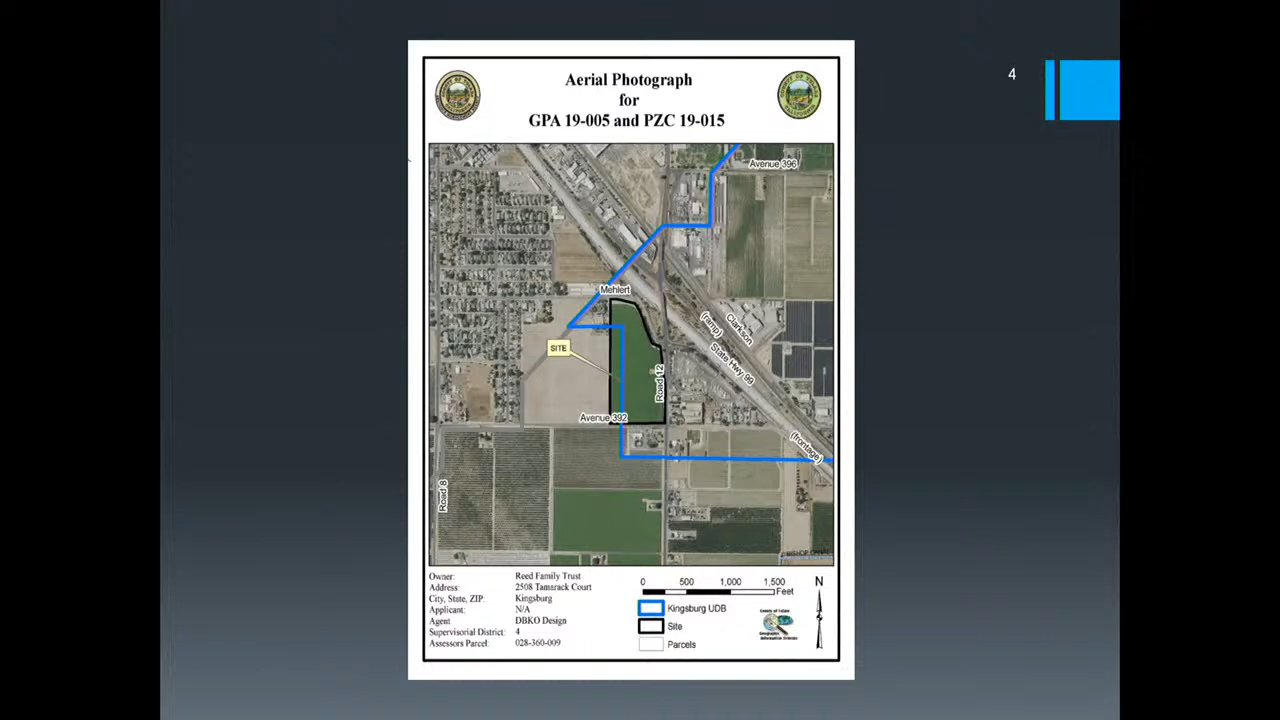 4
Aerial Photograph
for
GPA 19-005 and PZC 19-015
Avenue 396
Mehlert
SITE
Clarkson
(ramp)
State Hwy 99
Road 12
Avenue 392
(frontage)
Road 8
Owner: Reed Family Trust
Address: 2508 Tamarack Court
City, State, ZIP: Kingsburg
Applicant: N/A
Agent: DBKO Design
Supervisorial District: 4
Assessors Parcel: 028-360-009
0 500 1,000 1,500
Feet
Kingsburg UDB
Site
Parcels
N